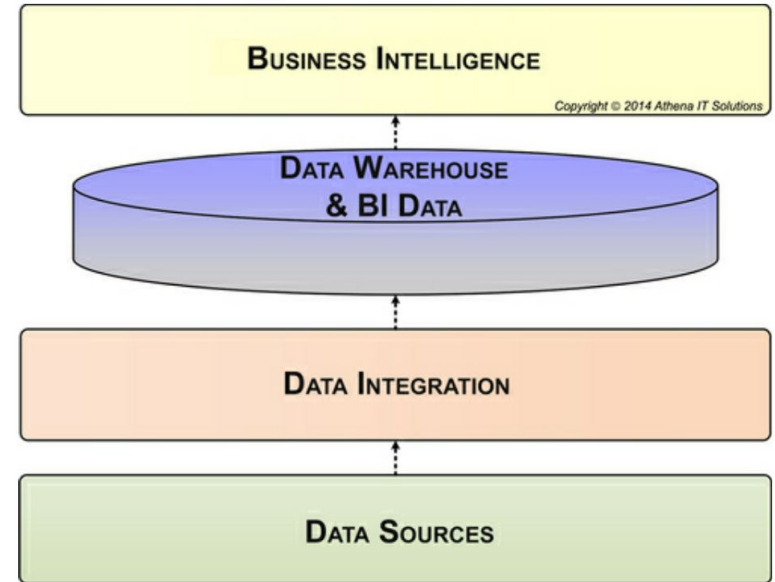 BUSINESS INTELLIGENCE
Copyright © 2014 Athena IT Solutions
DATA WAREHOUSE
& BI DATA
DATA INTEGRATION
DATA SOURCES